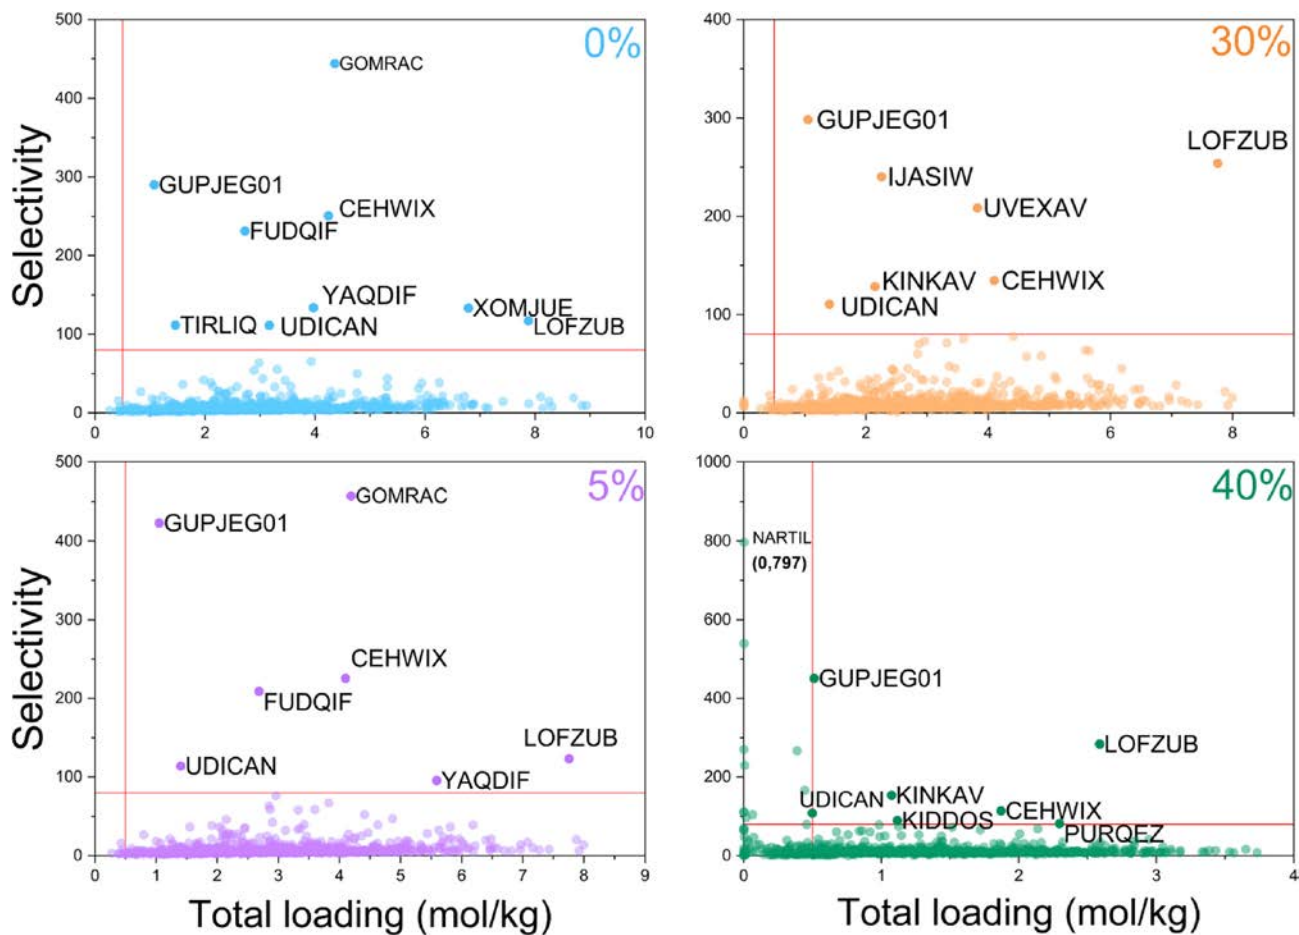 500
0%
GOMRAC
400
300
GUPJEG01
CEHWIX
FUDQIF
200
YAQDIF
XOMJUE
TIRLIQ
UDICAN
LOFZUB
100
0
0 2 4 6 8 10
Selectivity
400
30%
300
GUPJEG01
LOFZUB
IJASIW
UVEXAV
200
KINKAV
CEHWIX
UDICAN
100
0
0 2 4 6 8
500
5%
GOMRAC
GUPJEG01
400
300
CEHWIX
FUDQIF
200
LOFZUB
UDICAN
YAQDIF
100
0
0 1 2 3 4 5 6 7 8 9
Selectivity
Total loading (mol/kg)
1000
40%
800
NARTIL
(0,797)
600
GUPJEG01
400
LOFZUB
200
UDICAN
KINKAV
KIDDOS
CEHWIX
PURQEZ
0
0 1 2 3 4
Total loading (mol/kg)